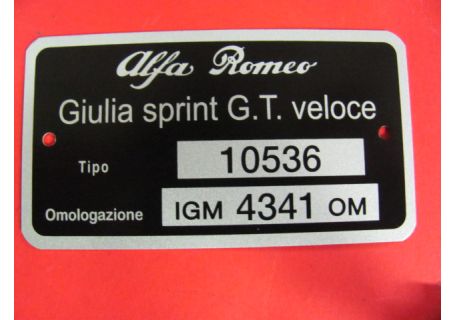 Alfa Romeo
Giulia sprint G.T. veloce
Tipo 10536
Omologazione IGM 4341 OM